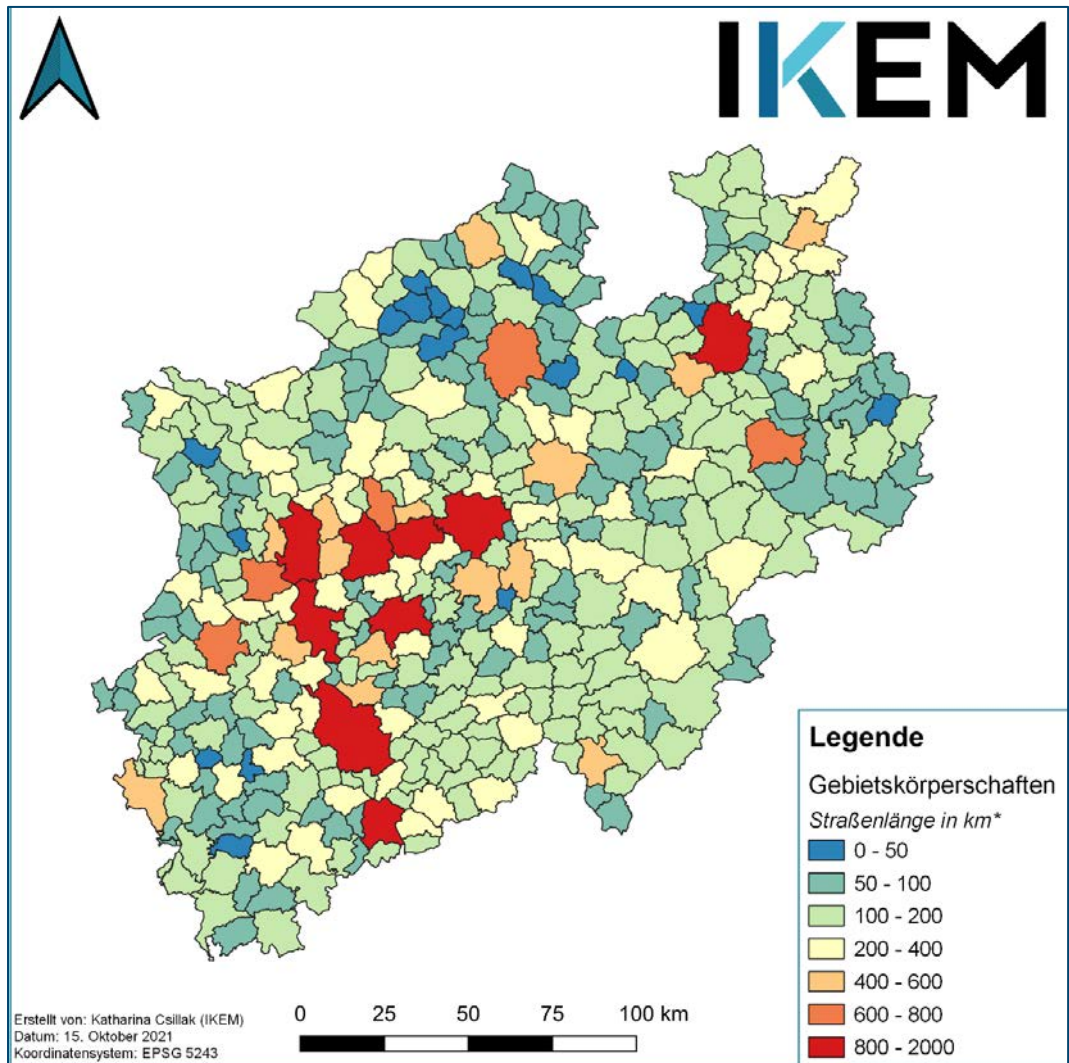 IKEM
Legende
Gebietskörperschaften
Straßenlänge in km*
0 - 50
50 - 100
100 - 200
200 - 400
400 - 600
600 - 800
800 - 2000
0 25 50 75 100 km
Erstellt von: Katharina Csillak (IKEM)
Datum: 15. Oktober 2021
Koordinatensystem: EPSG 5243